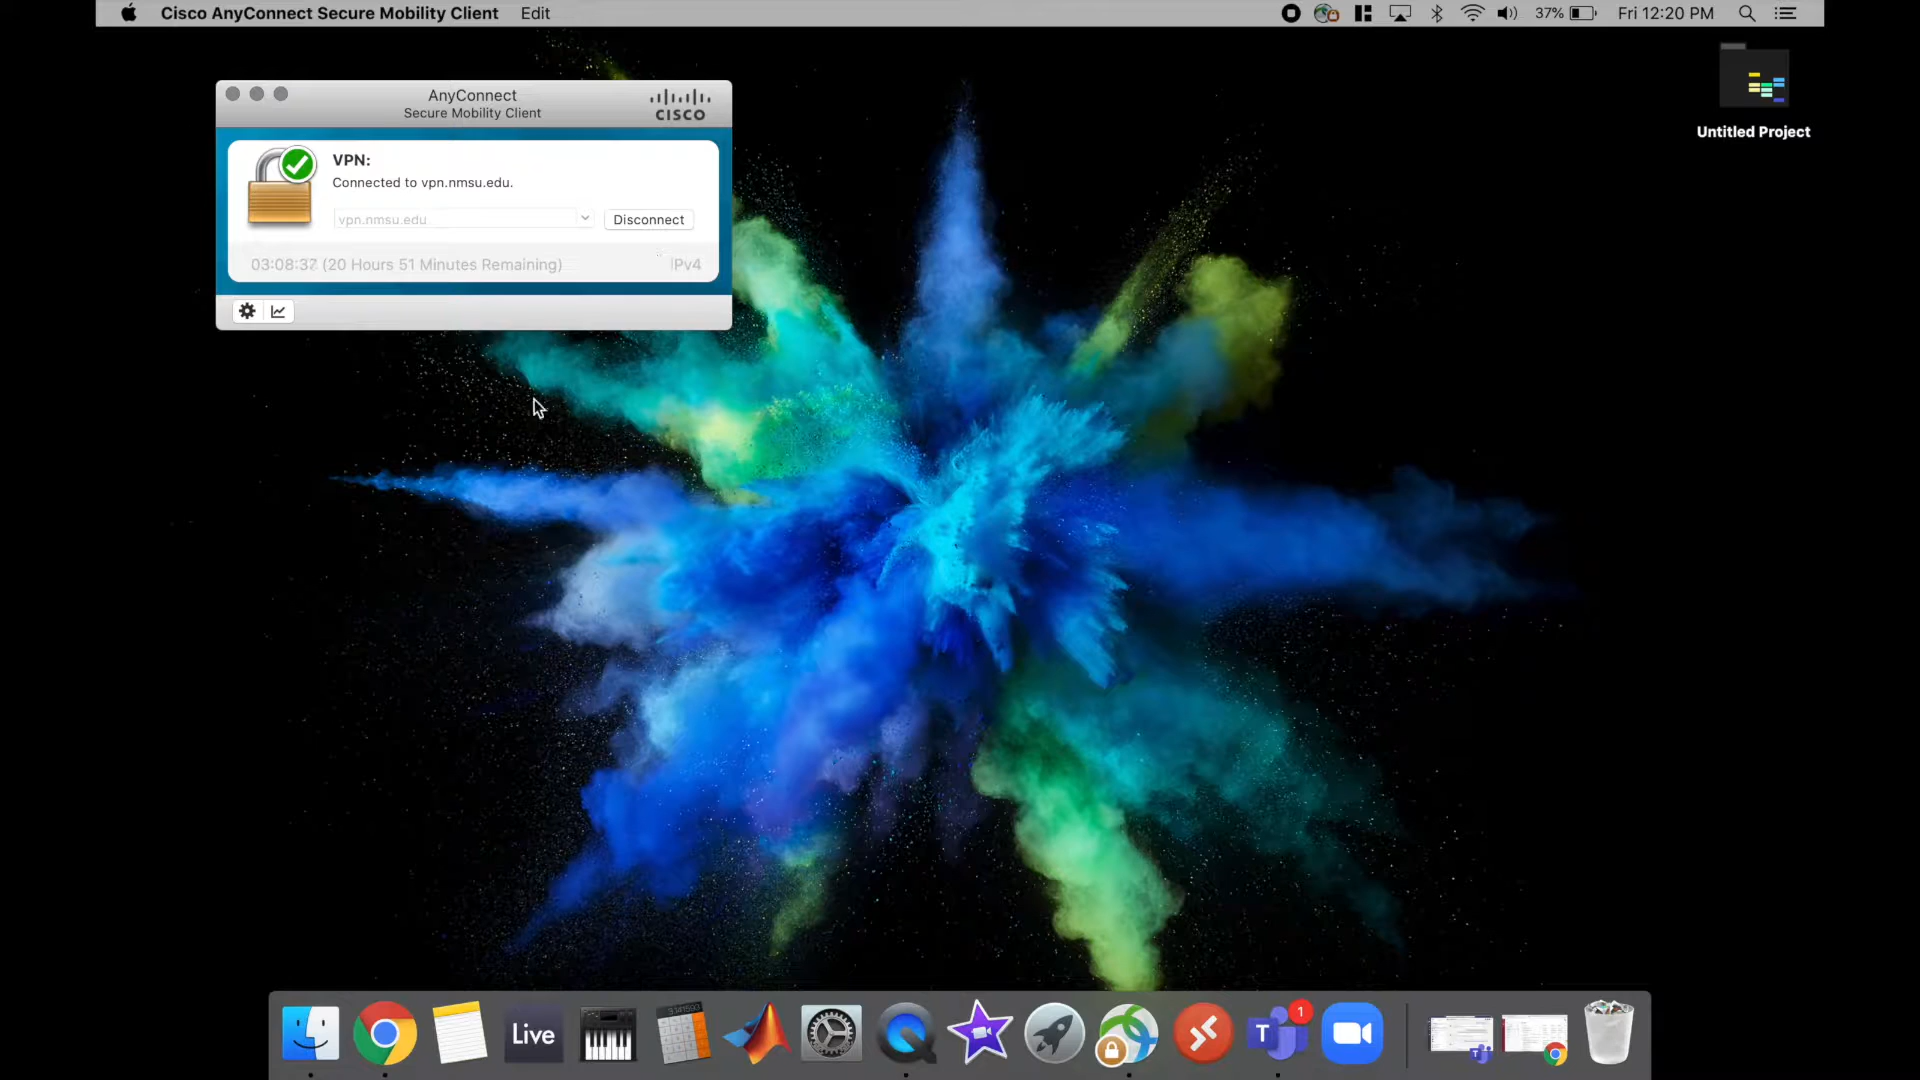 Cisco AnyConnect Secure Mobility Client Edit 37% Fri 12:20 PM
Untitled Project
AnyConnect
Secure Mobility Client
CISCO
VPN:
Connected to vpn.nmsu.edu.
vpn.nmsu.edu
Disconnect
03:08:37 (20 Hours 51 Minutes Remaining) IPv4
Live
T
1